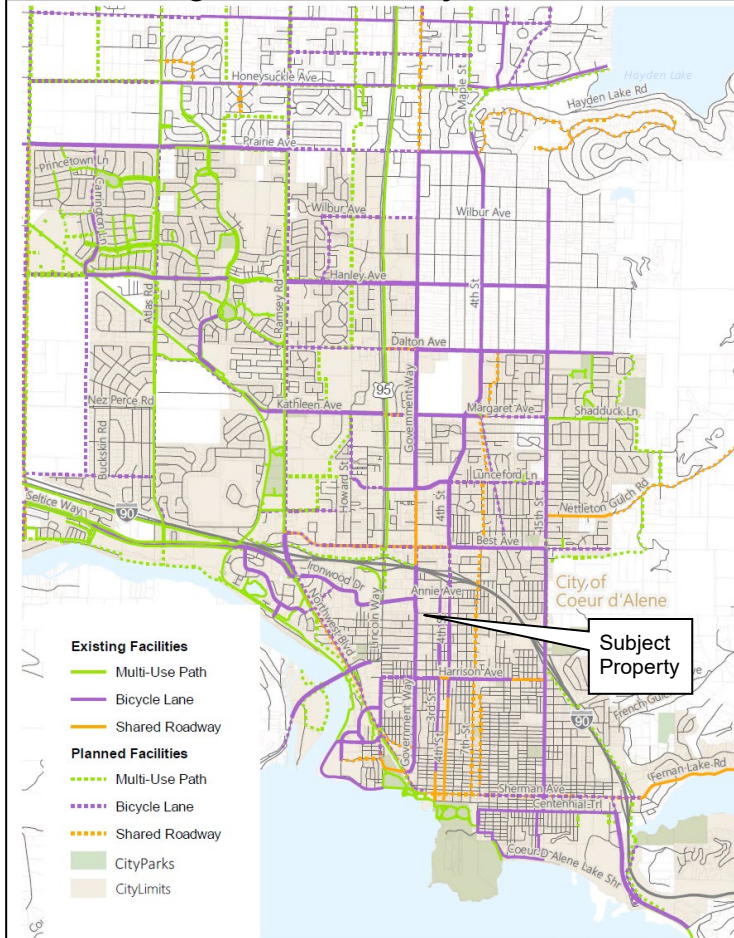 Honeysuckle Ave
Maple St
Hayden Lake
Hayden Lake Rd
Prairie Ave
Princetown Ln
Carrington Ln
Wilbur Ave
Wilbur Ave
4th St
Atlas Rd
Ramsey Rd
Hanley Ave
Dalton Ave
95
Government Way
Nez Perce Rd
Kathleen Ave
Margaret Ave
Shadduck Ln
Buckskin Rd
Howard St
Lunceford Ln
Nettleton Gulch Rd
Seltice Way
90
4th St
15th St
Best Ave
Ironwood Dr
Northwest Blvd
Lincoln Way
Annie Ave
City of
Coeur d'Alene
4th St
Subject
Property
Harrison Ave
Government Way
3rd St
4th St
7th St
90
French Gulch
Fernan Lake Rd
Sherman Ave
Centennial Trl
Coeur D'Alene Lake Shr
Existing Facilities
Multi-Use Path
Bicycle Lane
Shared Roadway
Planned Facilities
Multi-Use Path
Bicycle Lane
Shared Roadway
CityParks
CityLimits